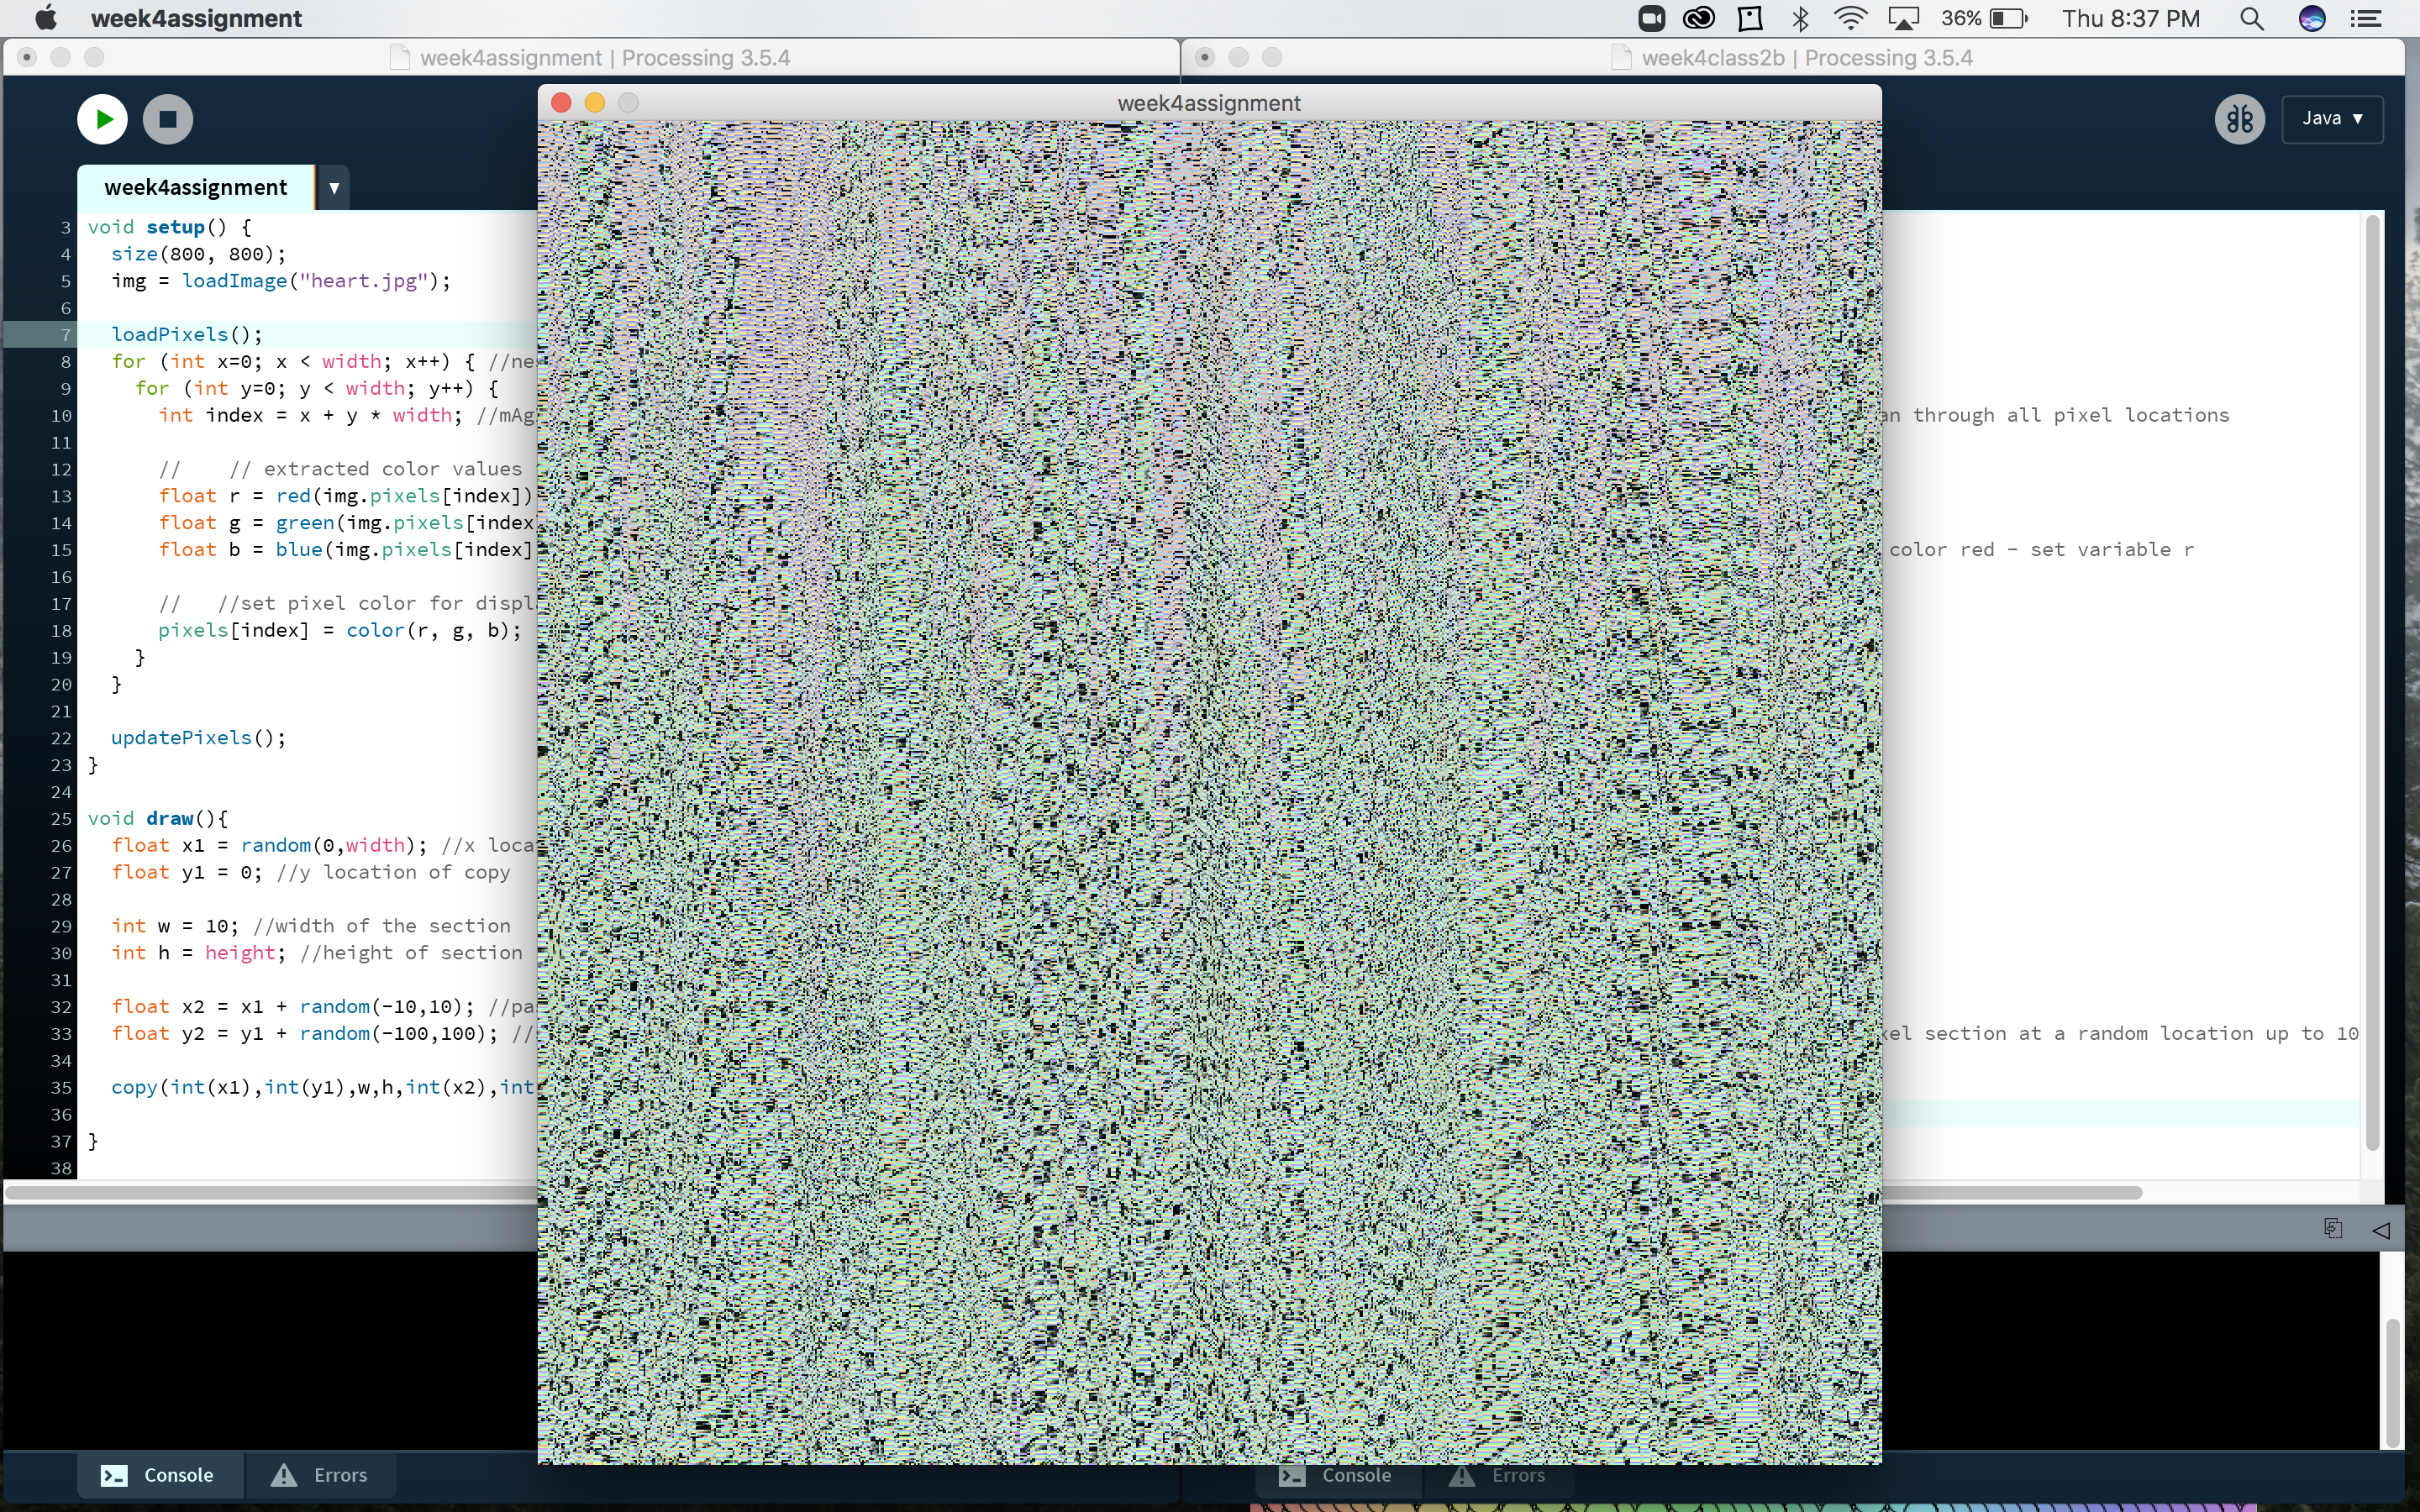 week4assignment
36%
Thu 8:37 PM
week4assignment | Processing 3.5.4
week4class2b | Processing 3.5.4
week4assignment
Java ▼
week4assignment ▼
3 void setup() {
4 size(800, 800);
5 img = loadImage("heart.jpg");
6
7 loadPixels();
8 for (int x=0; x < width; x++) { //ne
9 for (int y=0; y < width; y++) {
10 int index = x + y * width; //mAg
11
12 // // extracted color values
13 float r = red(img.pixels[index])
14 float g = green(img.pixels[index
15 float b = blue(img.pixels[index]
16
17 // //set pixel color for displ
18 pixels[index] = color(r, g, b);
19 }
20 }
21
22 updatePixels();
23 }
24
25 void draw(){
26 float x1 = random(0,width); //x loca
27 float y1 = 0; //y location of copy
28
29 int w = 10; //width of the section
30 int h = height; //height of section
31
32 float x2 = x1 + random(-10,10); //pa
33 float y2 = y1 + random(-100,100); //
34
35 copy(int(x1),int(y1),w,h,int(x2),int
36
37 }
38
an through all pixel locations
color red - set variable r
xel section at a random location up to 10
Console
Errors
Console
Errors